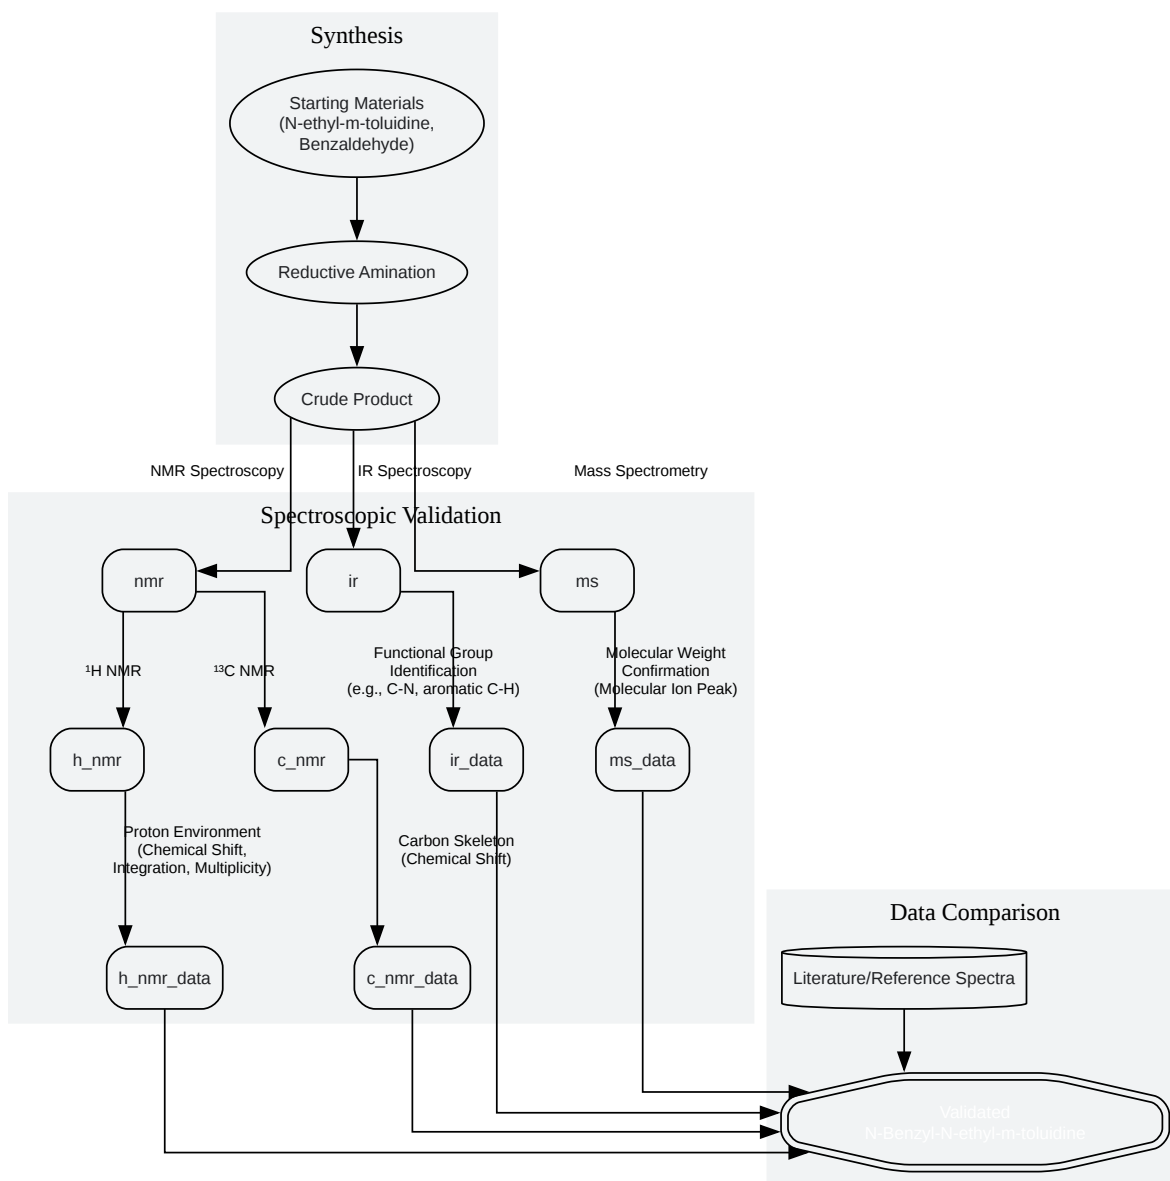 Synthesis
Starting Materials
(N-ethyl-m-toluidine,
Benzaldehyde)
Reductive Amination
Crude Product
NMR Spectroscopy
IR Spectroscopy
Mass Spectrometry
Spectroscopic Validation
nmr
ir
ms
¹H NMR
¹³C NMR
Functional Group
Identification
(e.g., C-N, aromatic C-H)
Molecular Weight
Confirmation
(Molecular Ion Peak)
h_nmr
c_nmr
ir_data
ms_data
Proton Environment
(Chemical Shift,
Integration, Multiplicity)
Carbon Skeleton
(Chemical Shift)
h_nmr_data
c_nmr_data
Data Comparison
Literature/Reference Spectra
Validated
N-Benzyl-N-ethyl-m-toluidine